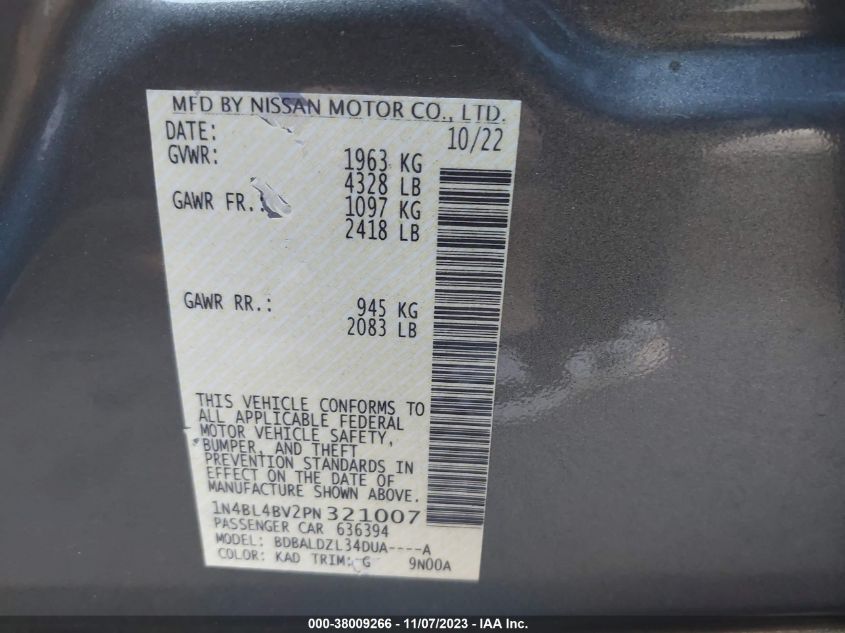 MFD BY NISSAN MOTOR CO., LTD.
DATE: 10/22
GVWR: 1963 KG
4328 LB
GAWR FR.: 1097 KG
2418 LB
GAWR RR.: 945 KG
2083 LB
THIS VEHICLE CONFORMS TO
ALL APPLICABLE FEDERAL
MOTOR VEHICLE SAFETY,
BUMPER, AND THEFT
PREVENTION STANDARDS IN
EFFECT ON THE DATE OF
MANUFACTURE SHOWN ABOVE.
1N4BL4BV2PN321007
PASSENGER CAR 636394
MODEL: BDBALDZL34DUA----A
COLOR: KAD TRIM: G 9N00A
000-38009266 - 11/07/2023 - IAA Inc.